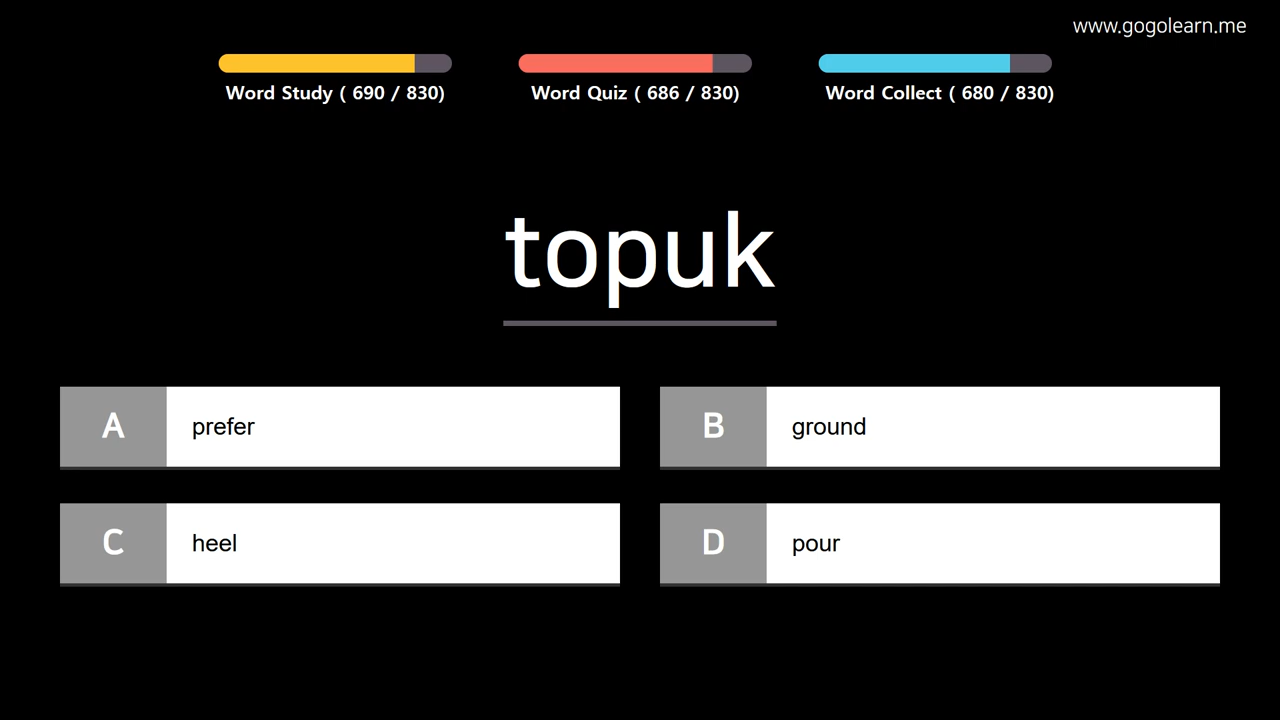 www.gogolearn.me
Word Study ( 690 / 830)
Word Quiz ( 686 / 830)
Word Collect ( 680 / 830)
topuk
A prefer
B ground
C heel
D pour